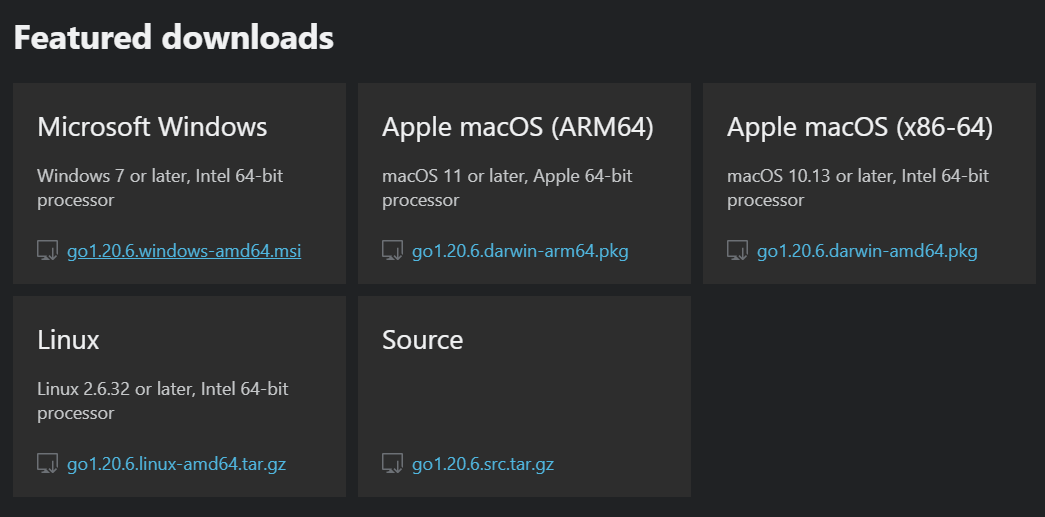 Featured downloads
Microsoft Windows
Windows 7 or later, Intel 64-bit
processor
go1.20.6.windows-amd64.msi
Apple macOS (ARM64)
macOS 11 or later, Apple 64-bit
processor
go1.20.6.darwin-arm64.pkg
Apple macOS (x86-64)
macOS 10.13 or later, Intel 64-bit
processor
go1.20.6.darwin-amd64.pkg
Linux
Linux 2.6.32 or later, Intel 64-bit
processor
go1.20.6.linux-amd64.tar.gz
Source
go1.20.6.src.tar.gz